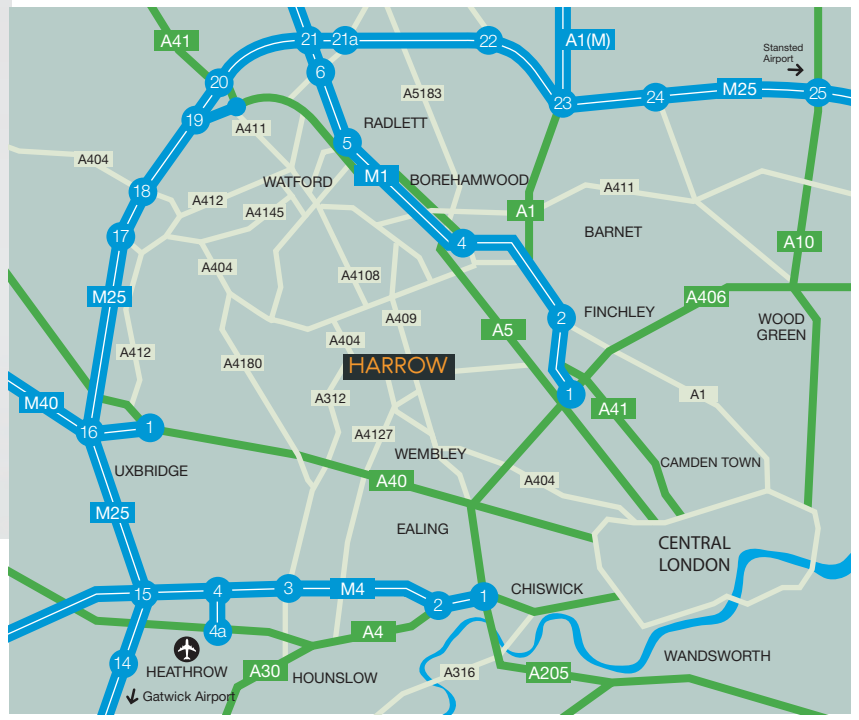 A41
21
21a
22
A1(M)
Stansted
Airport
20
6
A5183
23
24
M25
25
19
A411
RADLETT
5
A404
WATFORD
M1
BOREHAMWOOD
A411
18
A412
A4145
A1
BARNET
A10
17
A404
4
A4108
M25
A409
A5
2
FINCHLEY
A406
WOOD
GREEN
A412
A404
A4180
HARROW
M40
A312
1
A41
A1
16
1
A4127
WEMBLEY
CAMDEN TOWN
UXBRIDGE
A40
A404
M25
EALING
CENTRAL
LONDON
15
4
3
M4
2
1
CHISWICK
4a
A4
14
HEATHROW
A30
HOUNSLOW
A316
A205
WANDSWORTH
Gatwick Airport